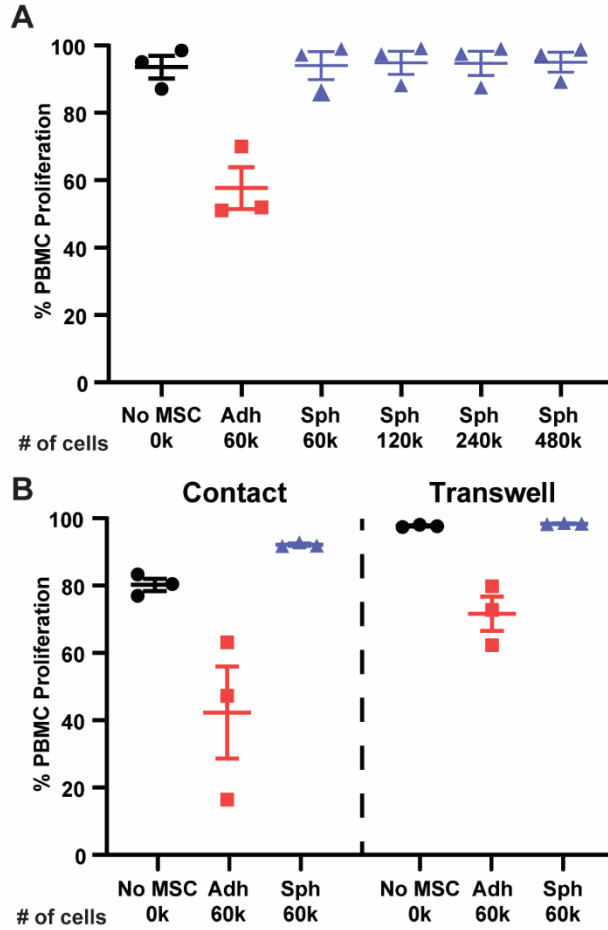 A
% PBMC Proliferation
100
80
60
40
20
0
No MSC Adh Sph Sph Sph Sph
# of cells 0k 60k 60k 120k 240k 480k
B
Contact Transwell
% PBMC Proliferation
100
80
60
40
20
0
No MSC Adh Sph No MSC Adh Sph
# of cells 0k 60k 60k 0k 60k 60k